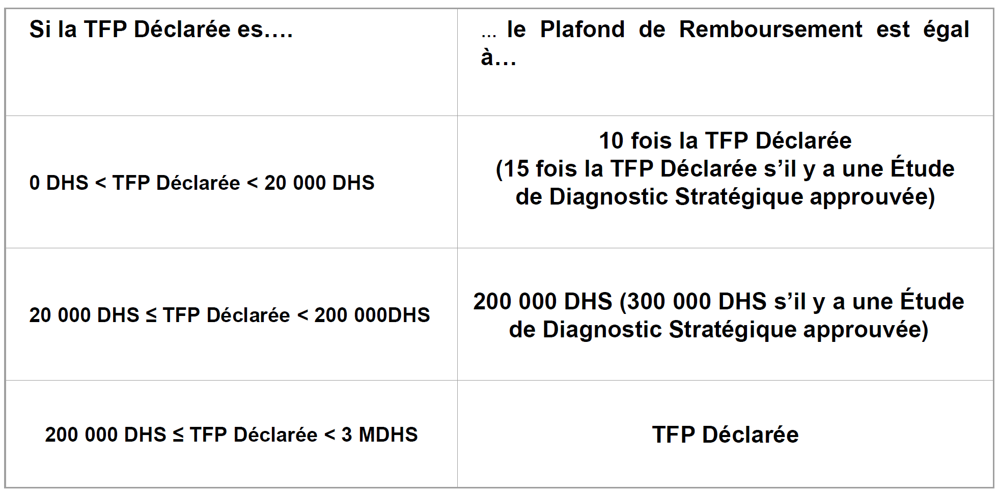 Si la TFP Déclarée es….
… le Plafond de Remboursement est égal
à…
0 DHS < TFP Déclarée < 20 000 DHS
10 fois la TFP Déclarée
(15 fois la TFP Déclarée s’il y a une Étude
de Diagnostic Stratégique approuvée)
20 000 DHS ≤ TFP Déclarée < 200 000DHS
200 000 DHS (300 000 DHS s’il y a une Étude
de Diagnostic Stratégique approuvée)
200 000 DHS ≤ TFP Déclarée < 3 MDHS
TFP Déclarée